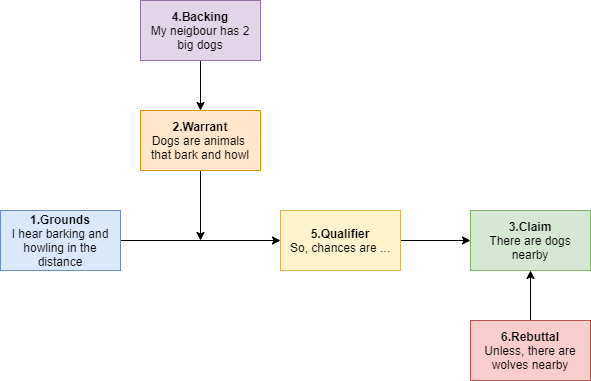 4.Backing
My neigbour has 2
big dogs
2.Warrant
Dogs are animals
that bark and howl
1.Grounds
I hear barking and
howling in the
distance
5.Qualifier
So, chances are ...
3.Claim
There are dogs
nearby
6.Rebuttal
Unless, there are
wolves nearby